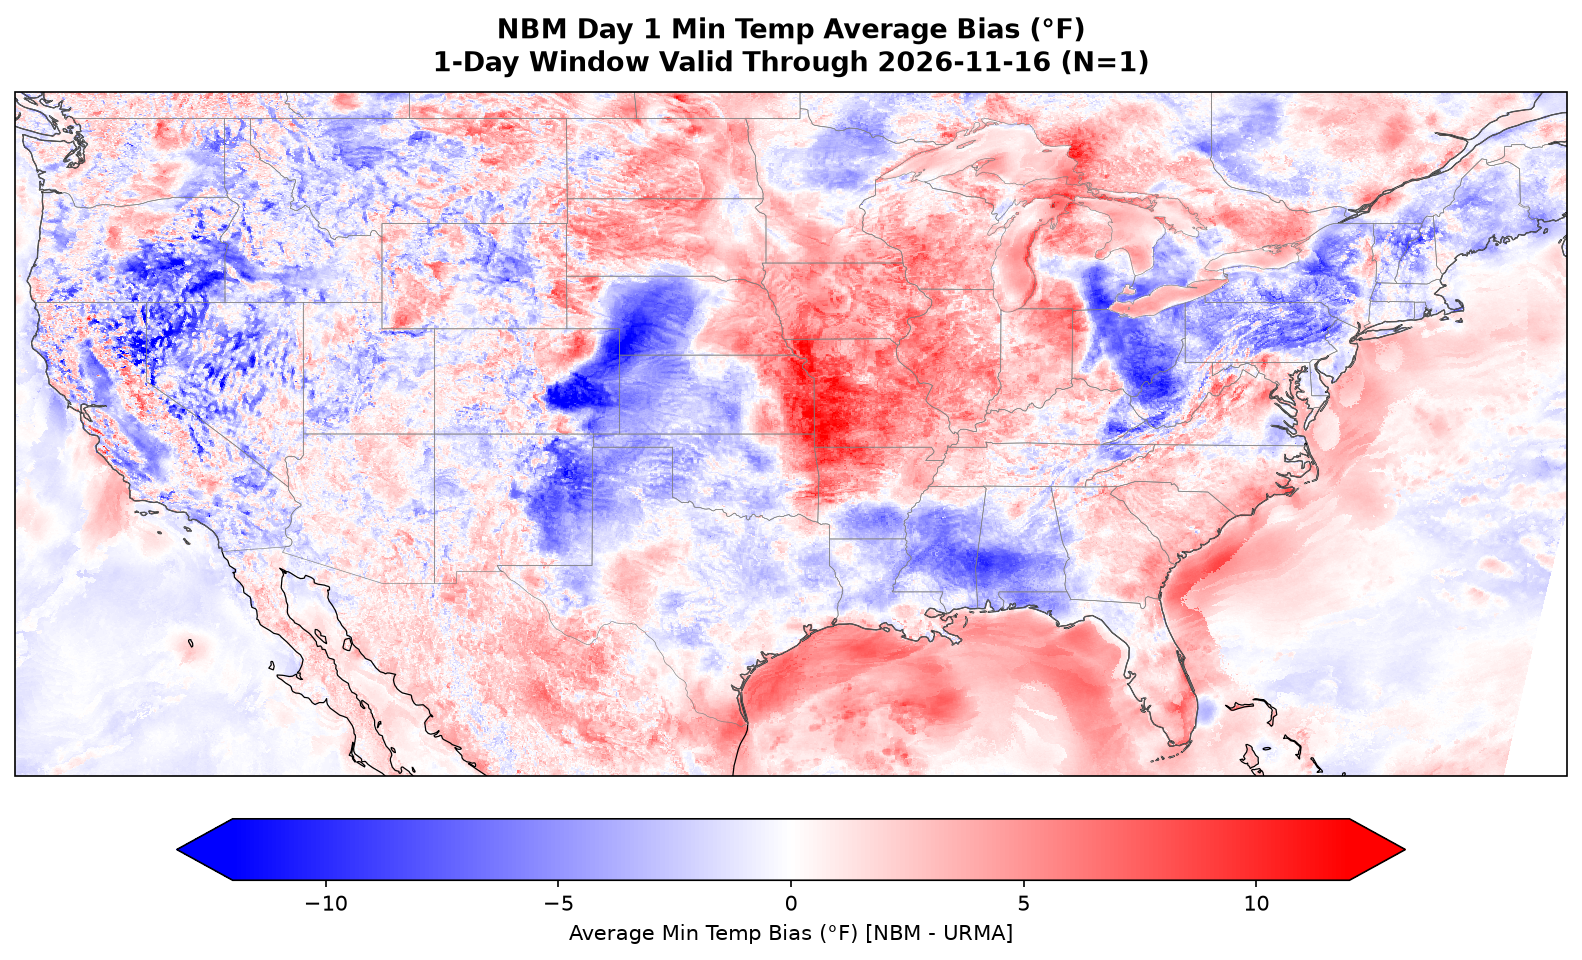 NBM Day 1 Min Temp Average Bias (°F)
1-Day Window Valid Through 2026-11-16 (N=1)
−10 −5 0 5 10
Average Min Temp Bias (°F) [NBM - URMA]